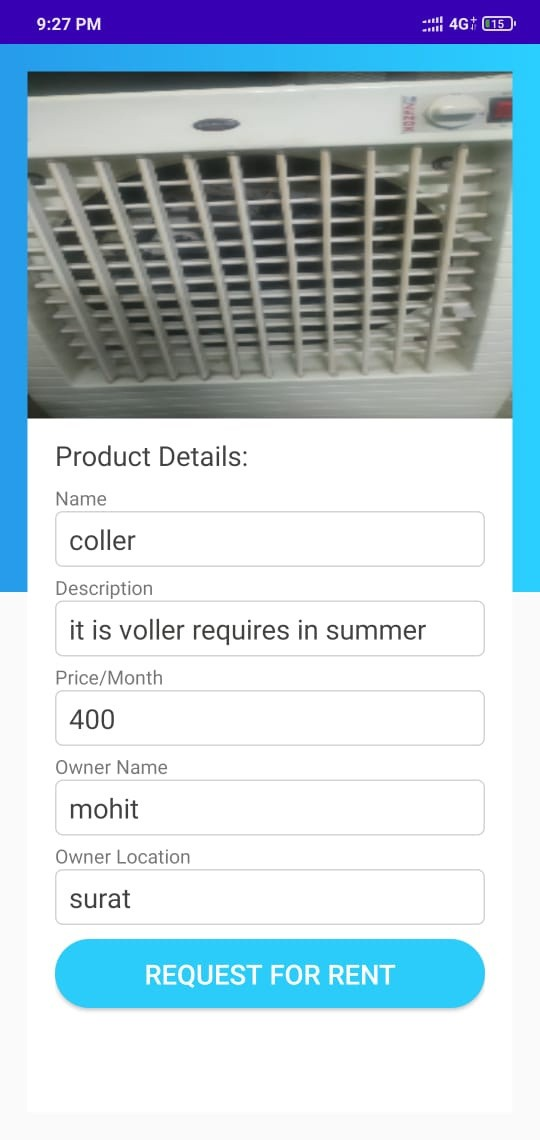 9:27 PM
4G
15
Product Details:
Name
coller
Description
it is voller requires in summer
Price/Month
400
Owner Name
mohit
Owner Location
surat
REQUEST FOR RENT